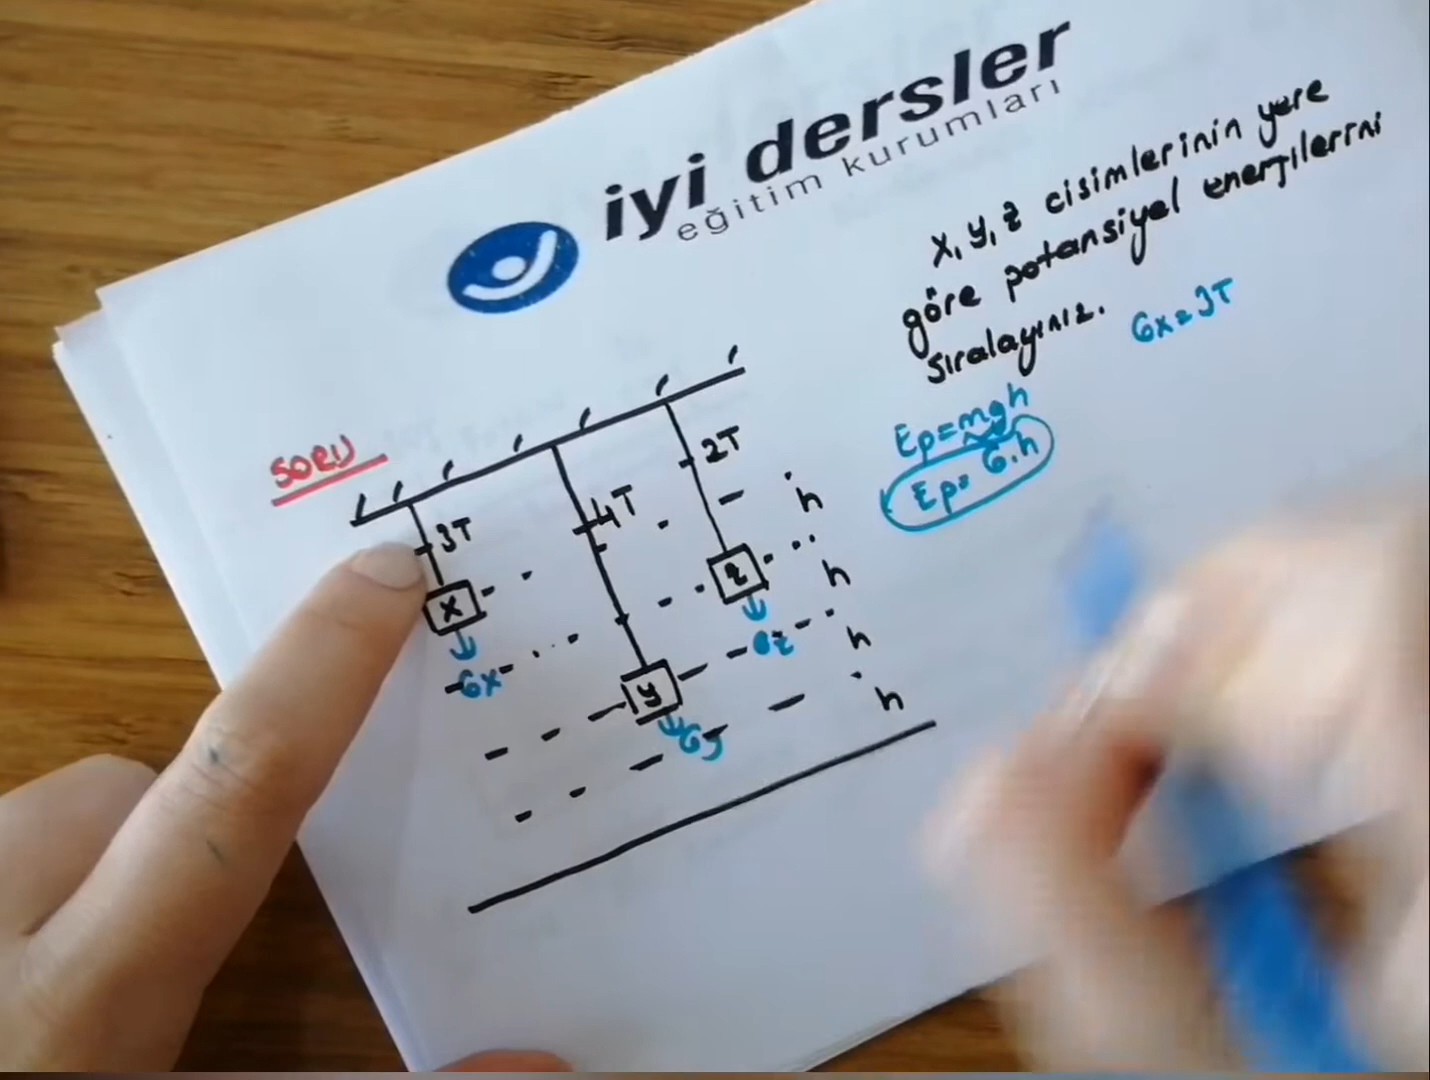 iyi dersler
eğitim kurumları
x, y, z cisimlerinin yere
göre potansiyel enerjilerini
sıralayınız.
Gx=3T
Ep=mgh
Ep=G.h
SORU
3T
4T
2T
h
x
z
h
Gx
y
Gz
h
Gy
h